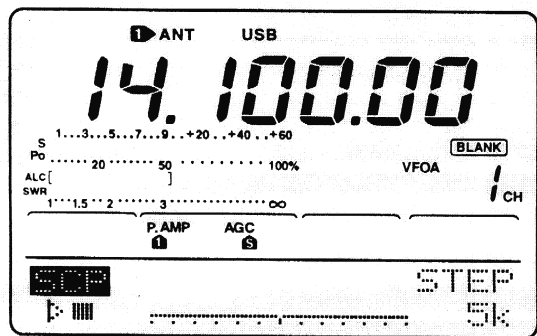 1 ANT USB
14.100.00
S 1...3...5...7...9..+20..+40..+60
Po ..... 20 ...... 50 .......... 100%
BLANK
VFOA
1 CH
ALC [ ]
SWR 1 1.5 2 3 ∞
P.AMP AGC
1 S
SCP STEP
5k